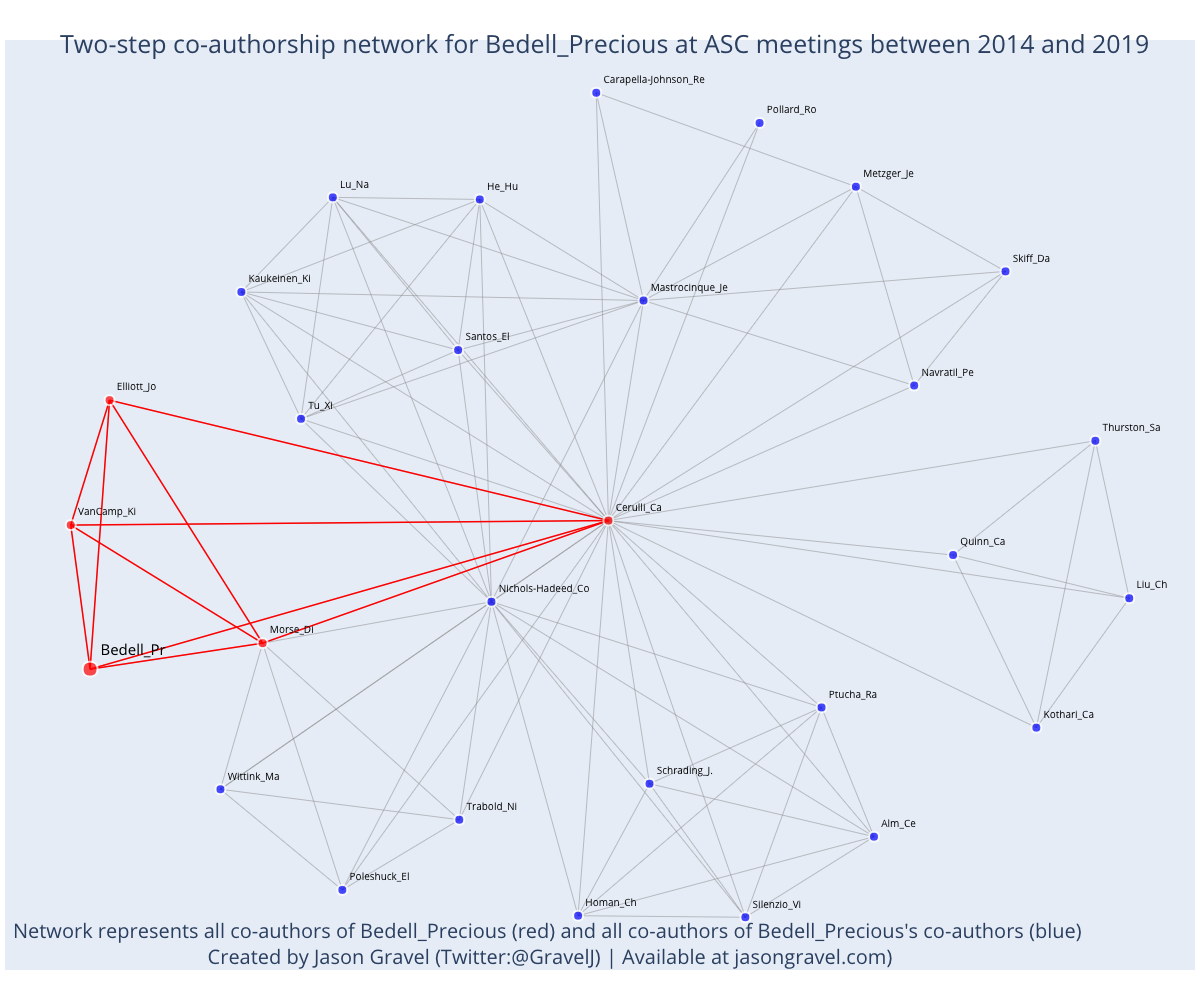 Two-step co-authorship network for Bedell_Precious at ASC meetings between 2014 and 2019
Carapella-Johnson_Re
Pollard_Ro
Metzger_Je
Lu_Na
He_Hu
Skiff_Da
Kaukeinen_Ki
Mastrocinque_Je
Santos_El
Navratil_Pe
Elliott_Jo
Tu_Xi
Thurston_Sa
VanCamp_Ki
Cerulli_Ca
Quinn_Ca
Liu_Ch
Nichols-Hadeed_Co
Morse_Di
Bedell_Pr
Ptucha_Ra
Kothari_Ca
Schrading_J.
Wittink_Ma
Trabold_Ni
Alm_Ce
Poleshuck_El
Homan_Ch
Silenzio_Vi
Network represents all co-authors of Bedell_Precious (red) and all co-authors of Bedell_Precious's co-authors (blue)
Created by Jason Gravel (Twitter:@GravelJ) | Available at jasongravel.com)